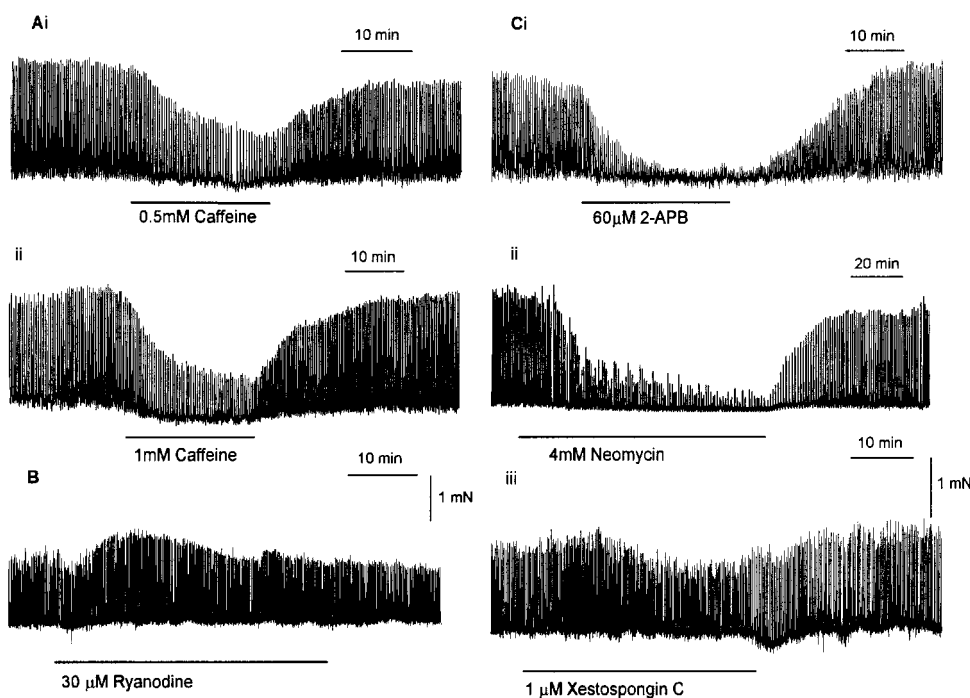 Ai
10 min
0.5mM Caffeine
ii
10 min
1mM Caffeine
B
10 min
1 mN
30 μM Ryanodine
Ci
10 min
60μM 2-APB
ii
20 min
4mM Neomycin
iii
10 min
1 mN
1 μM Xestospongin C